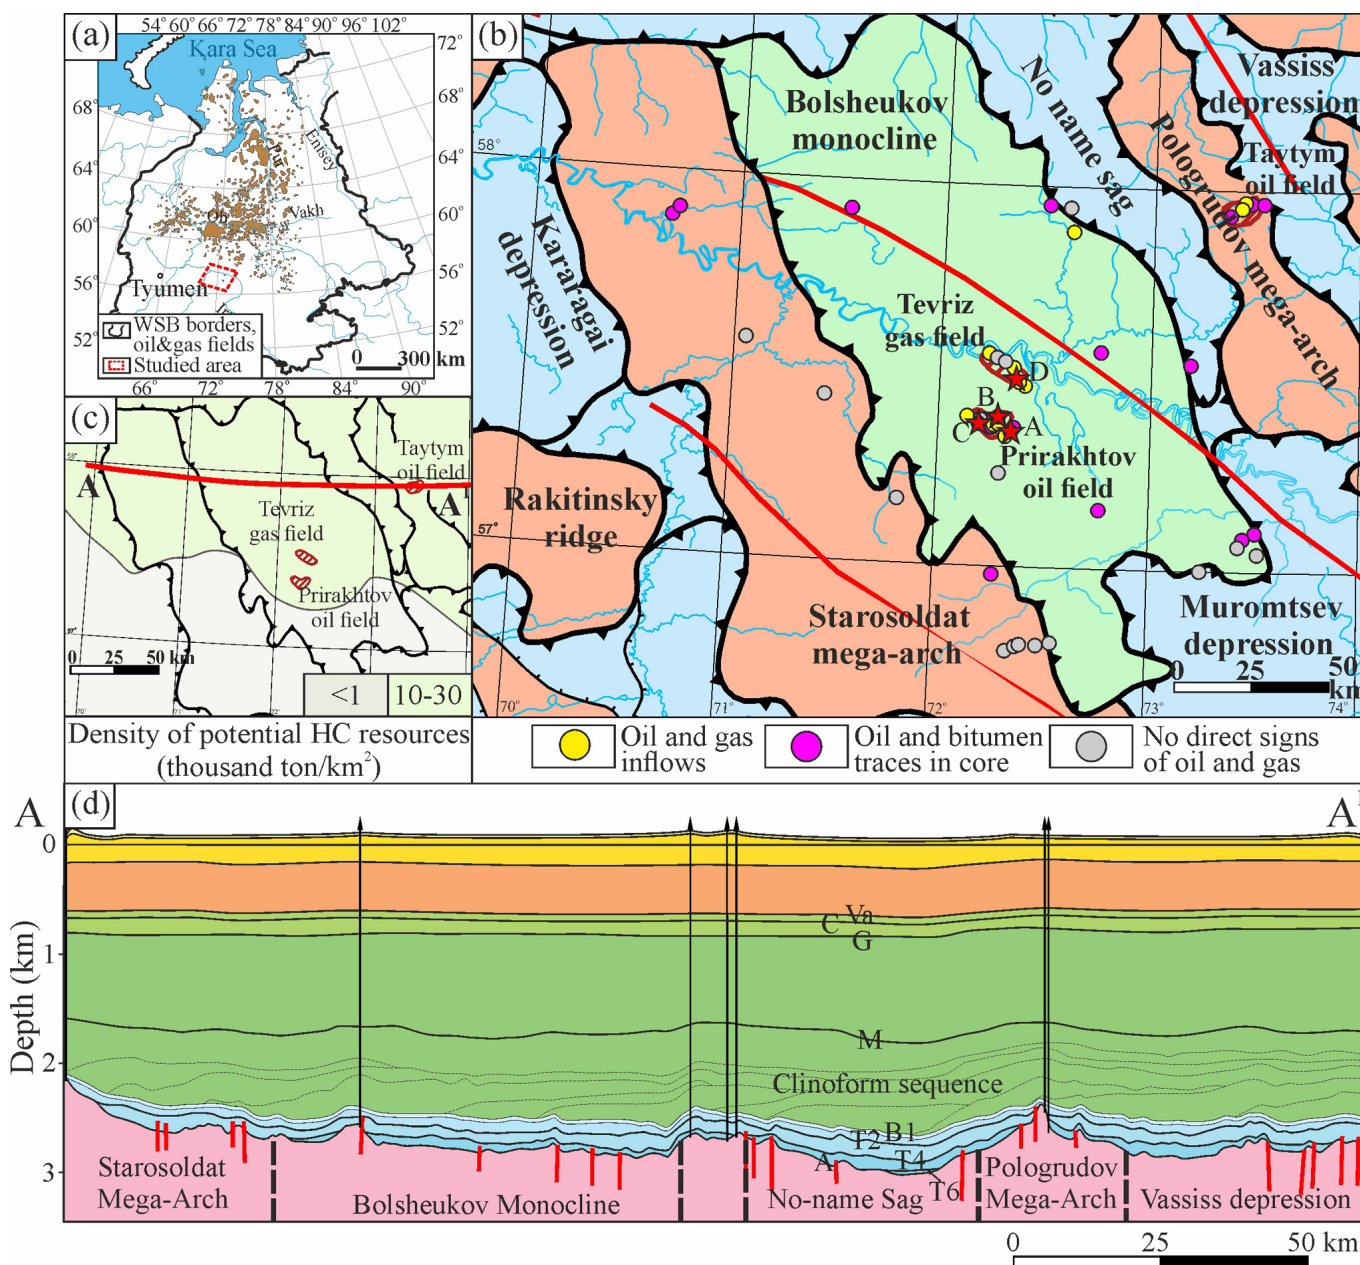 (a)
54° 60° 66° 72° 78° 84° 90° 96° 102°
72°
Kara Sea
68°
68°
64°
64°
60°
60°
56°
56°
52°
52°
Pur
Enisey
Ob
Vakh
Tyumen
Ir
WSB borders,
oil&gas fields
Studied area
0 300 km
66° 72° 78° 84° 90°
(b)
Bolsheukov
monocline
No name sag
Vassiss
depression
Pologrudov mega-arch
Taytym
oil field
58°
Kararagai
depression
Tevriz
gas field
D
B
C
A
Prirakhtov
oil field
Rakitinsky
ridge
57°
Starosoldat
mega-arch
Muromtsev
depression
0 25 50
km
70°
71°
72°
73°
74°
(c)
Taytym
oil field
58°
A
A¹
Tevriz
gas field
Prirakhtov
oil field
57°
0 25 50 km
70°
71°
72°
<1
10-30
Density of potential HC resources
(thousand ton/km²)
Oil and gas
inflows
Oil and bitumen
traces in core
No direct signs
of oil and gas
(d)
A
A¹
Depth (km)
0
1
2
3
Va
C
G
M
Clinoform sequence
B1
T2
T4
A
T6
Starosoldat
Mega-Arch
Bolsheukov Monocline
No-name Sag
Pologrudov
Mega-Arch
Vassiss depression
0 25 50 km